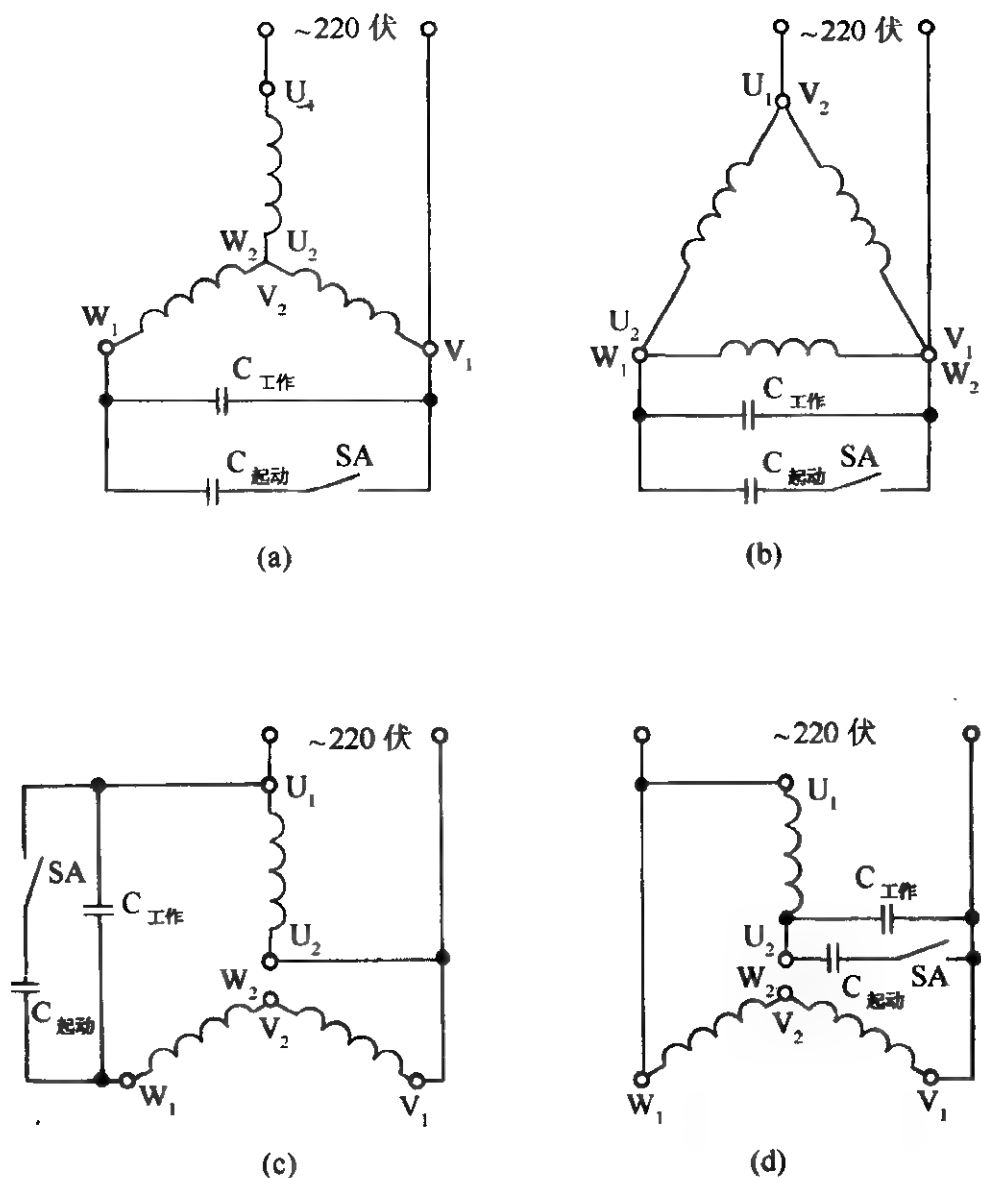 ~220 伏
U₁
W₂ U₂
V₂
W₁
V₁
C 工作
C 起动 SA
(a)
~220 伏
U₁ V₂
U₂
W₁
V₁
W₂
C 工作
C 起动 SA
(b)
~220 伏
U₁
SA
C 工作
U₂
W₂
C 起动
V₂
W₁
V₁
(c)
~220 伏
U₁
C 工作
U₂
SA
W₂
C 起动
V₂
W₁
V₁
(d)